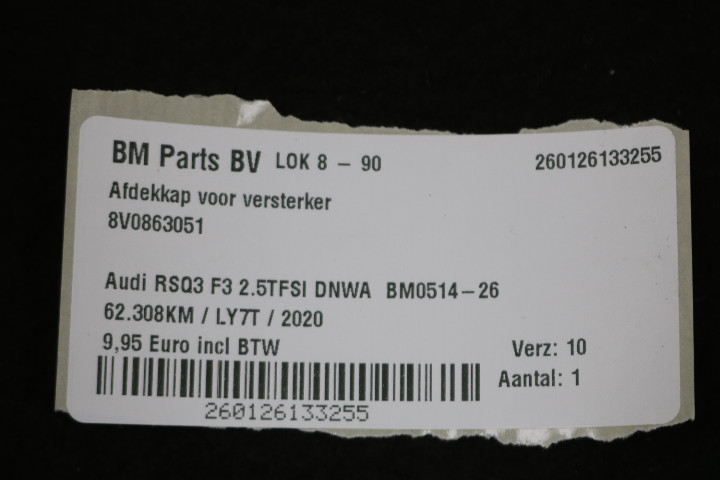 BM Parts BV LOK 8 - 90 260126133255
Afdekkap voor versterker
8V0863051
Audi RSQ3 F3 2.5TFSI DNWA BM0514-26
62.308KM / LY7T / 2020
9,95 Euro incl BTW Verz: 10
Aantal: 1
260126133255